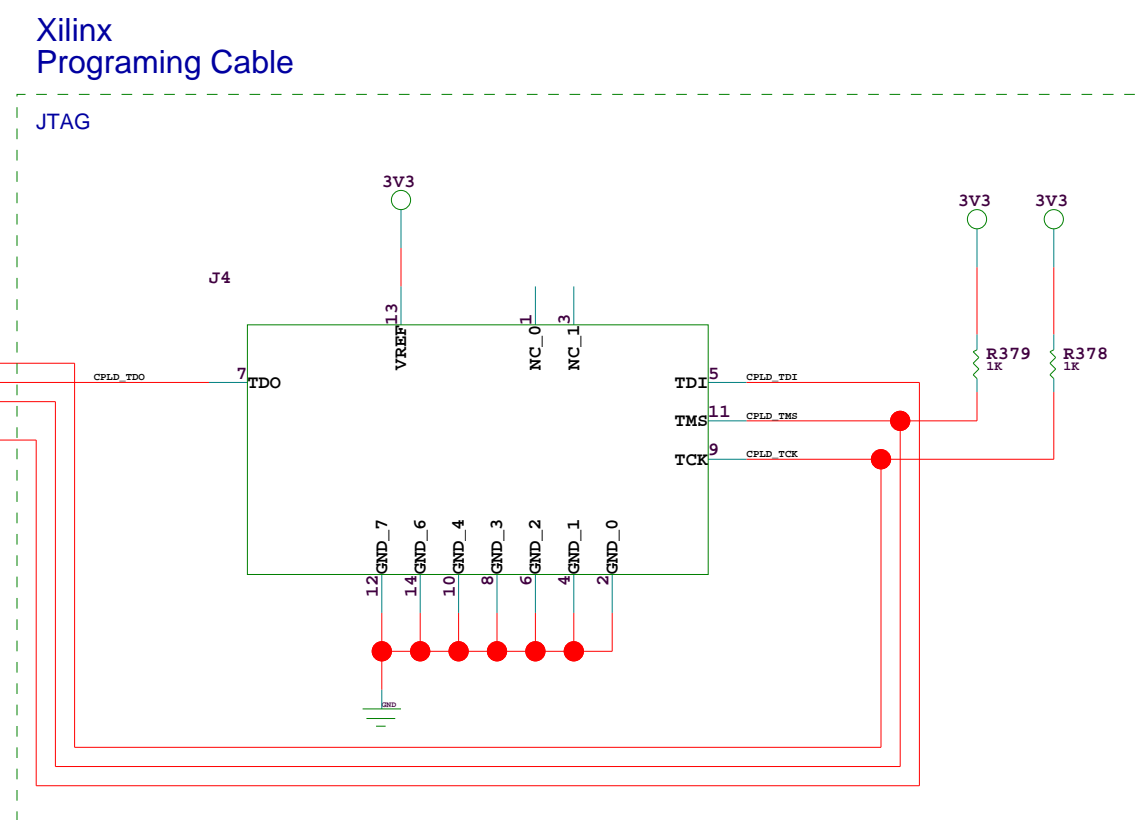 Xilinx
Programing Cable
JTAG
3V3
3V3
3V3
J4
13
VREF
1
NC_0
3
NC_1
R379
1K
R378
1K
CPLD_TDO
7
TDO
TDI
5
CPLD_TDI
TMS
11
CPLD_TMS
TCK
9
CPLD_TCK
GND_7
GND_6
GND_4
GND_3
GND_2
GND_1
GND_0
12
14
10
8
6
4
2
GND